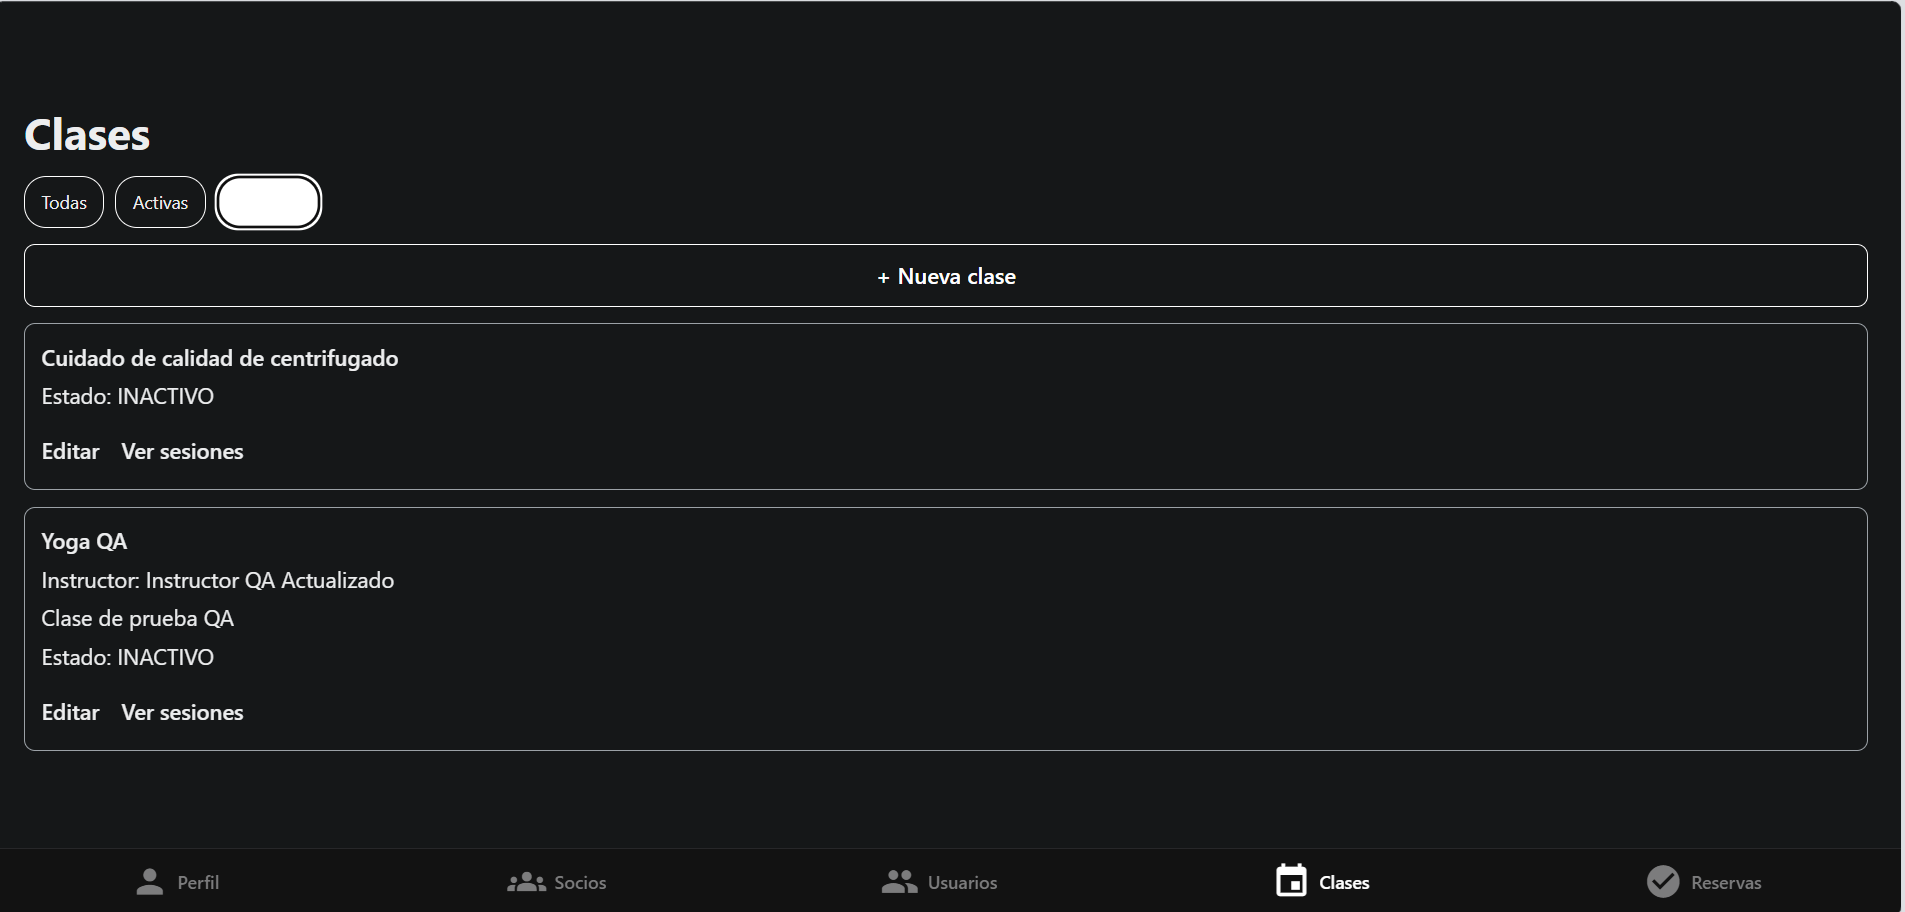 Clases
Todas
Activas
+ Nueva clase
Cuidado de calidad de centrifugado
Estado: INACTIVO
Editar Ver sesiones
Yoga QA
Instructor: Instructor QA Actualizado
Clase de prueba QA
Estado: INACTIVO
Editar Ver sesiones
Perfil
Socios
Usuarios
Clases
Reservas